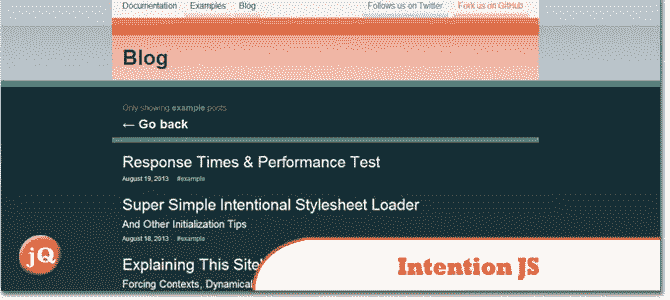 Documentation Examples Blog Follows us on Twitter Fork us on GitHub
Blog
Only showing example posts
← Go back
Response Times & Performance Test
August 19, 2013 #example
Super Simple Intentional Stylesheet Loader
And Other Initialization Tips
August 18, 2013 #example
Explaining This Site'
Forcing Contexts, Dynamical
jQ
Intention JS